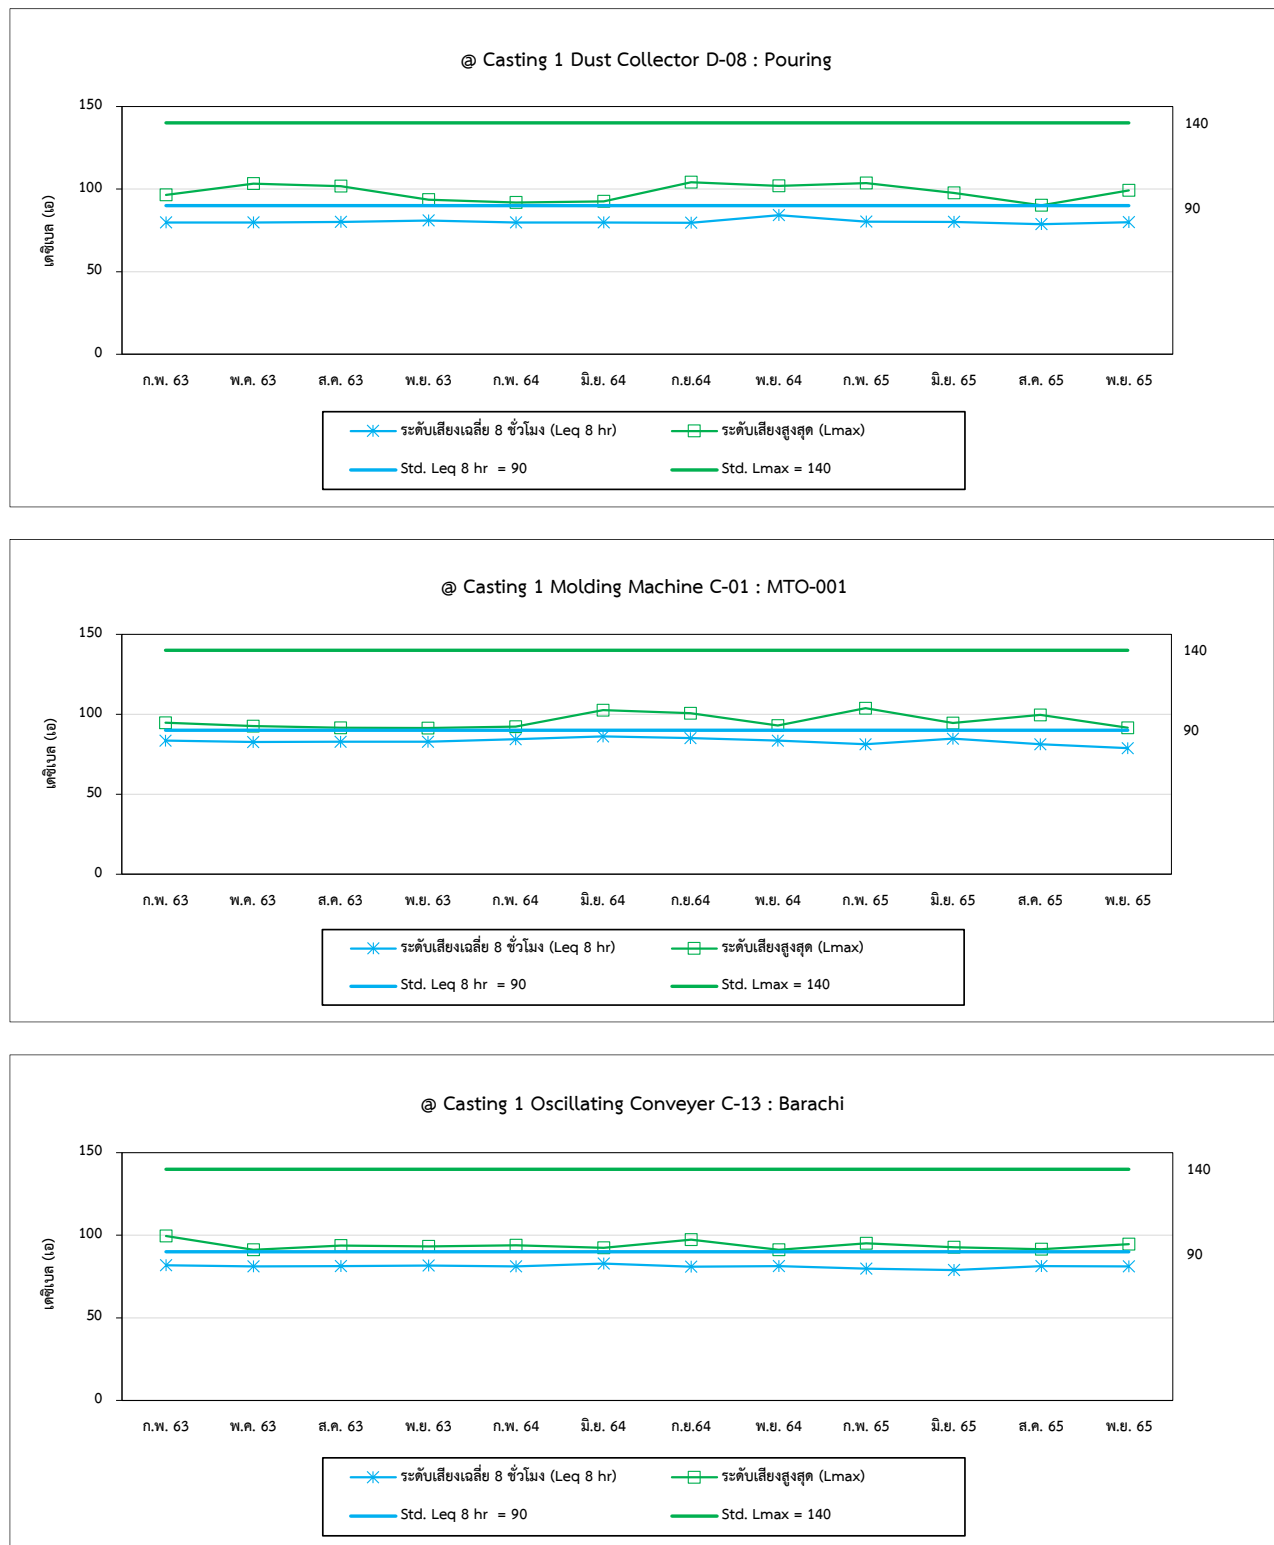 @ Casting 1 Dust Collector D-08 : Pouring
150
140
100
90
50
0
เดซิเบล (เอ)
ก.พ. 63 พ.ค. 63 ส.ค. 63 พ.ย. 63 ก.พ. 64 มิ.ย. 64 ก.ย.64 พ.ย. 64 ก.พ. 65 มิ.ย. 65 ส.ค. 65 พ.ย. 65
ระดับเสียงเฉลี่ย 8 ชั่วโมง (Leq 8 hr) ระดับเสียงสูงสุด (Lmax)
Std. Leq 8 hr = 90 Std. Lmax = 140
@ Casting 1 Molding Machine C-01 : MTO-001
150
140
100
90
50
0
เดซิเบล (เอ)
ก.พ. 63 พ.ค. 63 ส.ค. 63 พ.ย. 63 ก.พ. 64 มิ.ย. 64 ก.ย.64 พ.ย. 64 ก.พ. 65 มิ.ย. 65 ส.ค. 65 พ.ย. 65
ระดับเสียงเฉลี่ย 8 ชั่วโมง (Leq 8 hr) ระดับเสียงสูงสุด (Lmax)
Std. Leq 8 hr = 90 Std. Lmax = 140
@ Casting 1 Oscillating Conveyer C-13 : Barachi
150
140
100
90
50
0
เดซิเบล (เอ)
ก.พ. 63 พ.ค. 63 ส.ค. 63 พ.ย. 63 ก.พ. 64 มิ.ย. 64 ก.ย.64 พ.ย. 64 ก.พ. 65 มิ.ย. 65 ส.ค. 65 พ.ย. 65
ระดับเสียงเฉลี่ย 8 ชั่วโมง (Leq 8 hr) ระดับเสียงสูงสุด (Lmax)
Std. Leq 8 hr = 90 Std. Lmax = 140